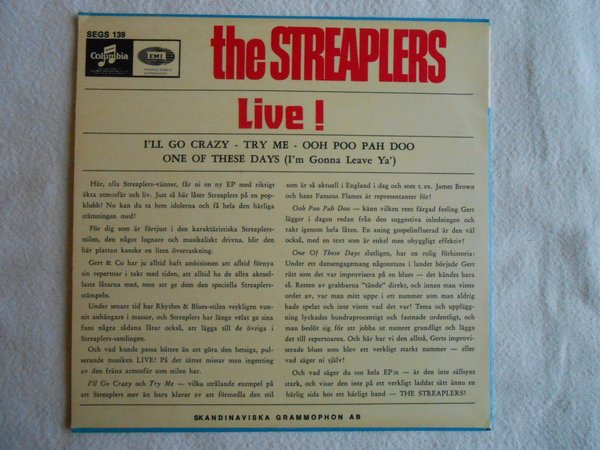 SEGS 139
Columbia
EMI
the STREAPLERS
Live !
I'LL GO CRAZY - TRY ME - OOH POO PAH DOO
ONE OF THESE DAYS (I'm Gonna Leave Ya')
Här, alla Streaplers-vänner, får ni en ny EP med riktigt
äkta atmosfär och liv. Just så här låter Streaplers på en pop-
klubb! Nu kan du ta hem idolerna och få hela den härliga
stämningen med!
För dig som är förtjust i den karaktäristiska Streaplers-
stilen, den något lugnare och musikaliskt drivna, blir den
här plattan kanske en liten överraskning.
Gert & Co har ju alltid haft ambitionen att alltid förnya
sin repertoar i takt med tiden, att alltid ha de allra aktuel-
laste låtarna med, men att ge dem den speciella Streaplers-
stämpeln.
Under senare tid har Rhythm & Blues-stilen verkligen vun-
nit anhängare i massor, och Streaplers har länge velat ge sina
fans några sådana låtar också, att lägga till de övriga i
Streaplers-samlingen.
Och vad kunde passa bättre än att göra den hetsiga, pul-
serande musiken LIVE! På det sättet missar man ingenting
av den fräna atmosfär som stilen har.
I'll Go Crazy och Try Me — vilka strålande exempel på
att Streaplers mer än bara klarar av att förmedla den stil
som är så aktuell i England i dag och som t. ex. James Brown
och hans Famous Flames är representanter för!
Ooh Poo Pah Doo — känn vilken rent färgad feeling Gert
lägger i dagen redan från den suggestiva inledningen och
rakt igenom hela låten. En aning gospelinfluerad är den väl
också, med en text som är enkel men ohyggligt effektiv!
One Of These Days slutligen, har en rolig förhistoria:
Under ett dansengagemang någonstans i landet började Gert
rätt som det var improvisera på en blues — det kändes bara
så. Resten av grabbarna "tände" direkt, och innan man visste
ordet av, var man mitt uppe i ett nummer som man aldrig
hade spelat och inte visste vad det var! Tema och upplägg-
ning lyckades hundraprocentigt och fastnade ordentligt, och
man beslöt sig för att jobba ut numret grundligt och lägga
det till repertoaren. Och här har vi den alltså, Gerts improvi-
serade blues som blev ett verkligt starkt nummer — eller
vad säger ni själv!
Och vad säger du om hela EP:n — är den inte sällsynt
stark, och visar den inte på ett verkligt laddat sätt ännu en
härlig sida hos ett härligt band — THE STREAPLERS!
SKANDINAVISKA GRAMMOPHON AB